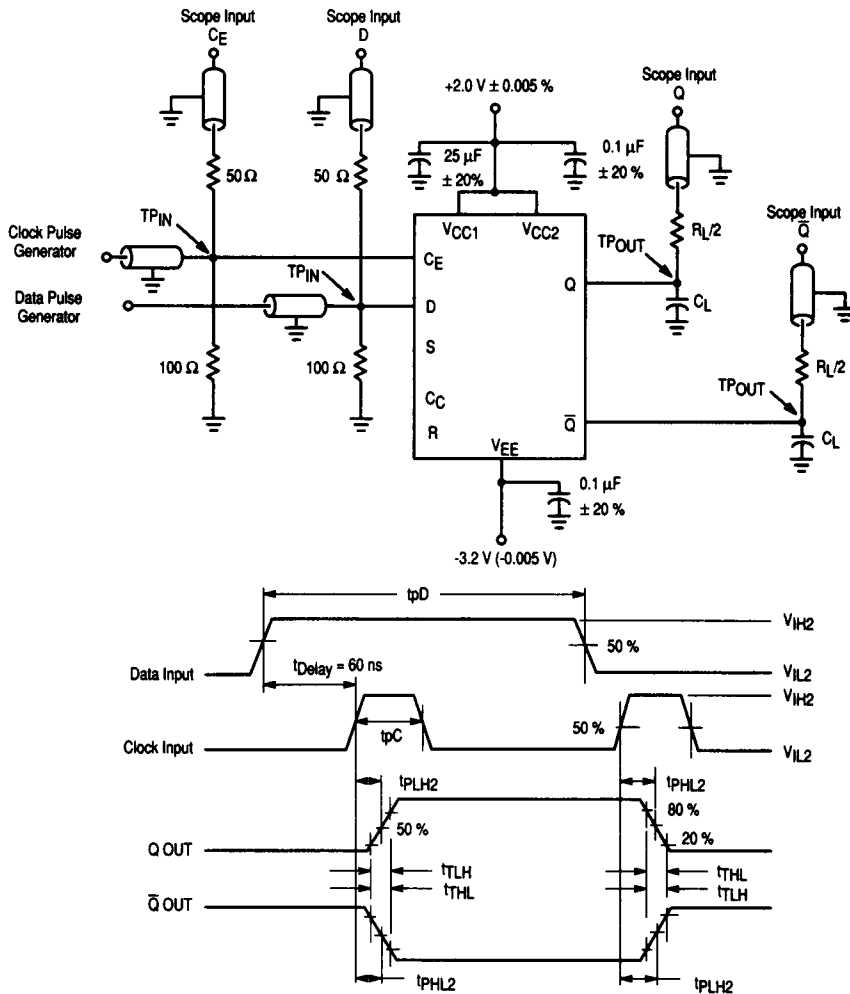 Scope Input
CE
Scope Input
D
Scope Input
Q
+2.0 V ± 0.005 %
25 µF
± 20%
0.1 µF
± 20 %
Scope Input
Q̅
50 Ω
50 Ω
RL/2
TPIN
VCC1
VCC2
TPOUT
Clock Pulse
Generator
CE
TPIN
Q
Data Pulse
Generator
D
CL
S
RL/2
100 Ω
100 Ω
TPOUT
CC
R
Q̅
VEE
CL
0.1 µF
± 20 %
-3.2 V (-0.005 V)
tpD
VIH2
50 %
tDelay = 60 ns
Data Input
VIL2
VIH2
50 %
tpC
Clock Input
VIL2
tPLH2
tPHL2
80 %
50 %
20 %
Q OUT
tTLH
tTHL
tTHL
tTLH
Q̅ OUT
tPHL2
tPLH2